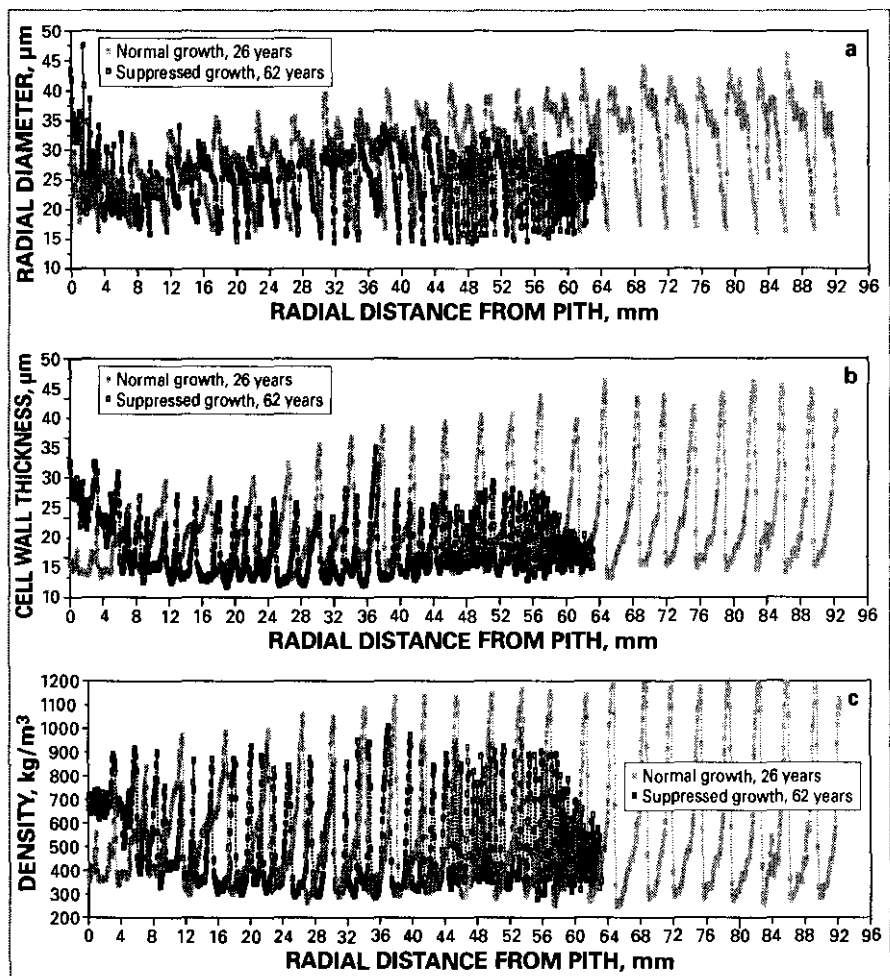 a
Normal growth, 26 years
Suppressed growth, 62 years
RADIAL DIAMETER, µm
50
45
40
35
30
25
20
15
10
0 4 8 12 16 20 24 28 32 36 40 44 48 52 56 60 64 68 72 76 80 84 88 92 96
RADIAL DISTANCE FROM PITH, mm
b
Normal growth, 26 years
Suppressed growth, 62 years
CELL WALL THICKNESS, µm
50
45
40
35
30
25
20
15
10
0 4 8 12 16 20 24 28 32 36 40 44 48 52 56 60 64 68 72 76 80 84 88 92 96
RADIAL DISTANCE FROM PITH, mm
c
Normal growth, 26 years
Suppressed growth, 62 years
DENSITY, kg/m³
1200
1100
1000
900
800
700
600
500
400
300
200
0 4 8 12 16 20 24 28 32 36 40 44 48 52 56 60 64 68 72 76 80 84 88 92 96
RADIAL DISTANCE FROM PITH, mm